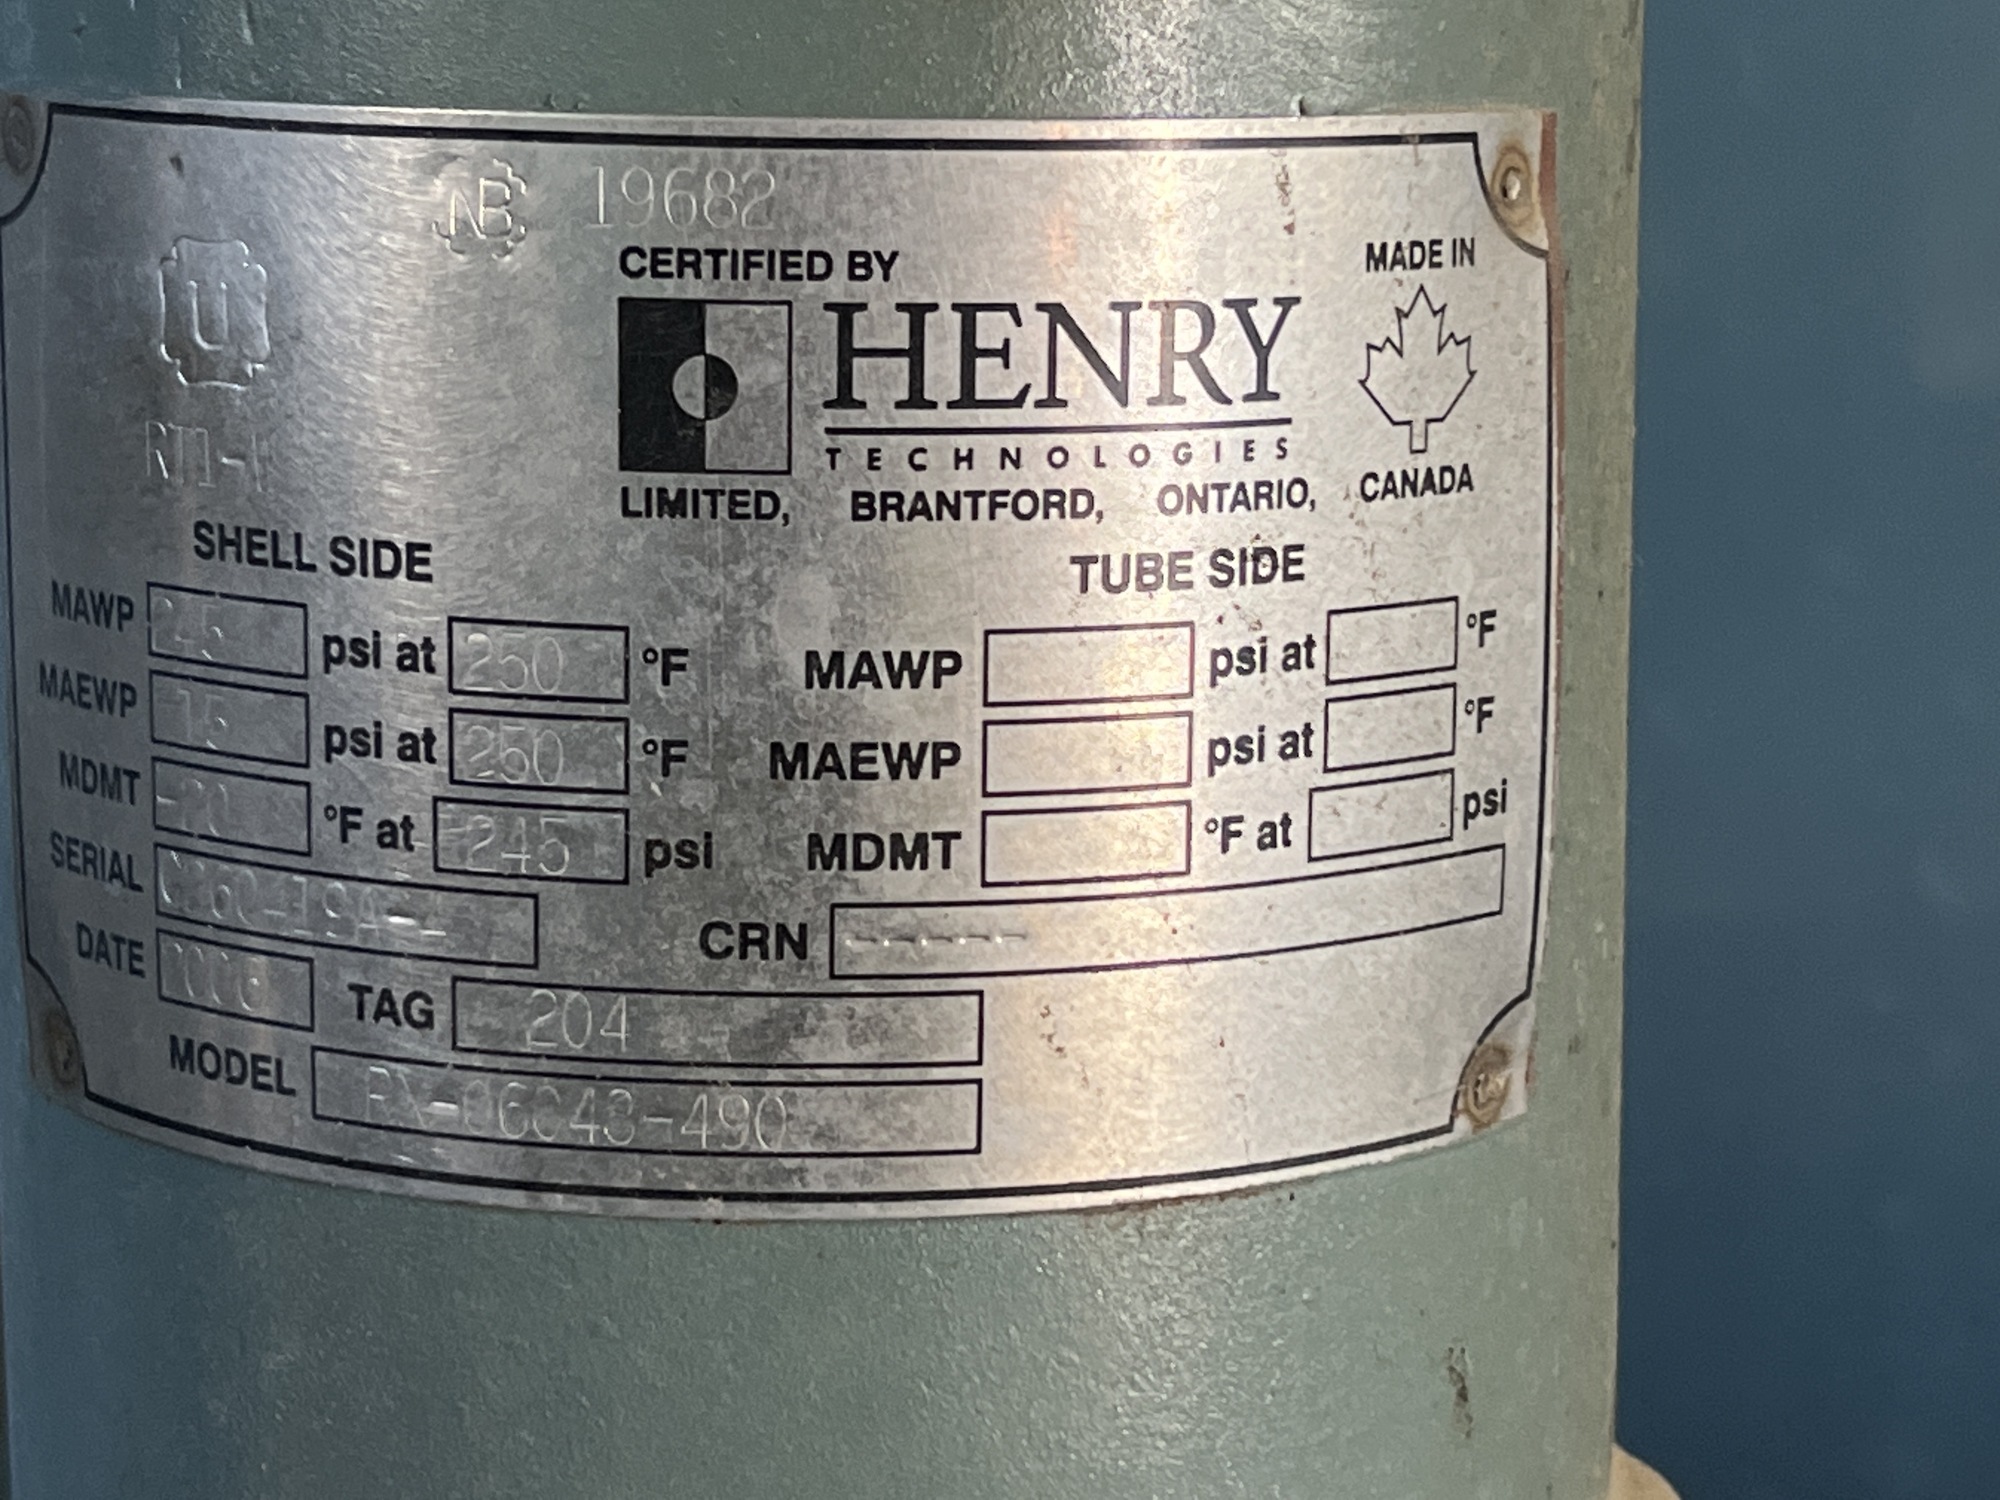 NB 19682
U
CERTIFIED BY
MADE IN
HENRY
TECHNOLOGIES
LIMITED, BRANTFORD, ONTARIO, CANADA
SHELL SIDE
TUBE SIDE
MAWP 245 psi at 250 °F MAWP psi at °F
MAEWP 15 psi at 250 °F MAEWP psi at °F
MDMT -20 °F at 245 psi MDMT °F at psi
SERIAL
CRN -----
DATE
TAG 204
MODEL